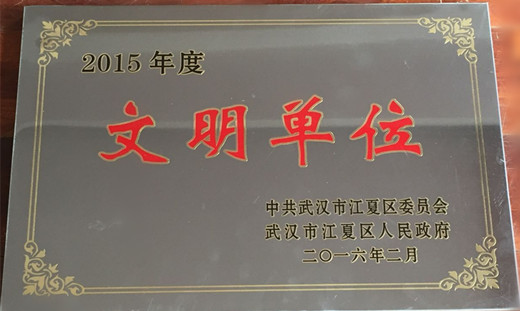 2015年度
文明单位
中共武汉市江夏区委员会
武汉市江夏区人民政府
二〇一六年二月